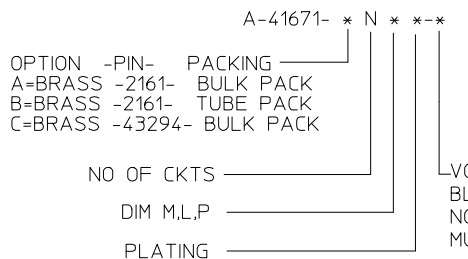 A-41671- * N * *-*
OPTION -PIN- PACKING
A=BRASS -2161- BULK PACK
B=BRASS -2161- TUBE PACK
C=BRASS -43294- BULK PACK
NO OF CKTS
DIM M,L,P
PLATING